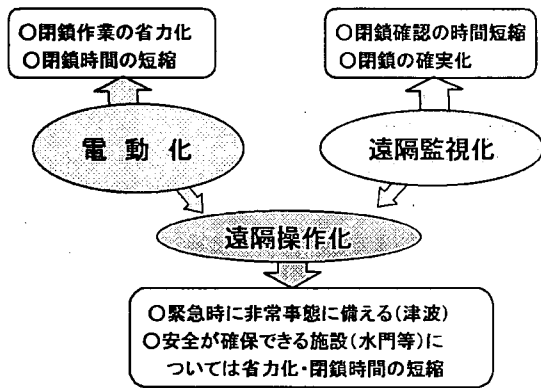 ○閉鎖作業の省力化
○閉鎖時間の短縮
○閉鎖確認の時間短縮
○閉鎖の確実化
電動化
遠隔監視化
遠隔操作化
○緊急時に非常事態に備える(津波)
○安全が確保できる施設(水門等)に
ついては省力化・閉鎖時間の短縮